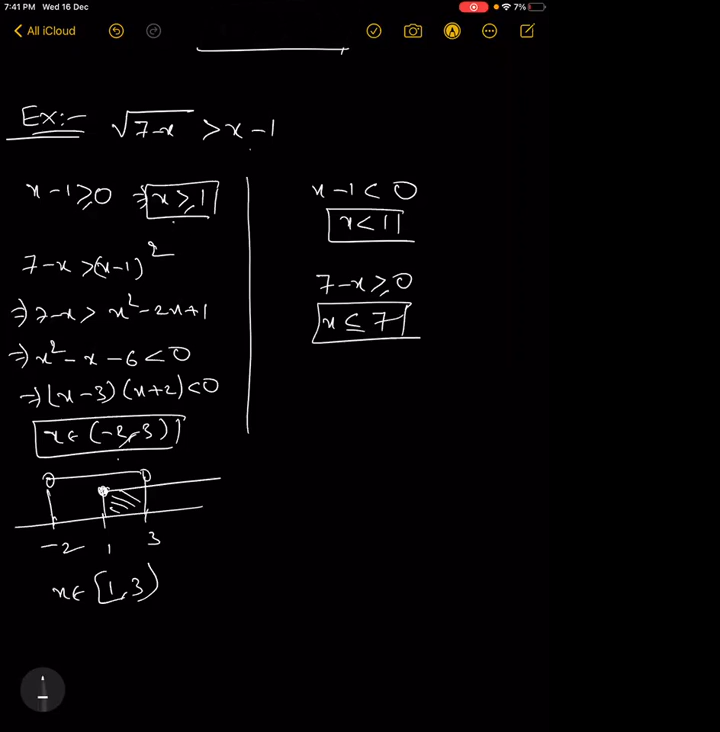 7:41 PM Wed 16 Dec
7%
All iCloud
Ex:- √7-x > x-1
x-1≥0 ⇒ x≥1
7-x>(x-1)²
⇒ 7-x > x²-2x+1
⇒ x²-x-6<0
⇒ (x-3)(x+2)<0
x∈(-2,3)
-2 1 3
x∈[1,3)
x-1<0
x<1
7-x≥0
x≤7